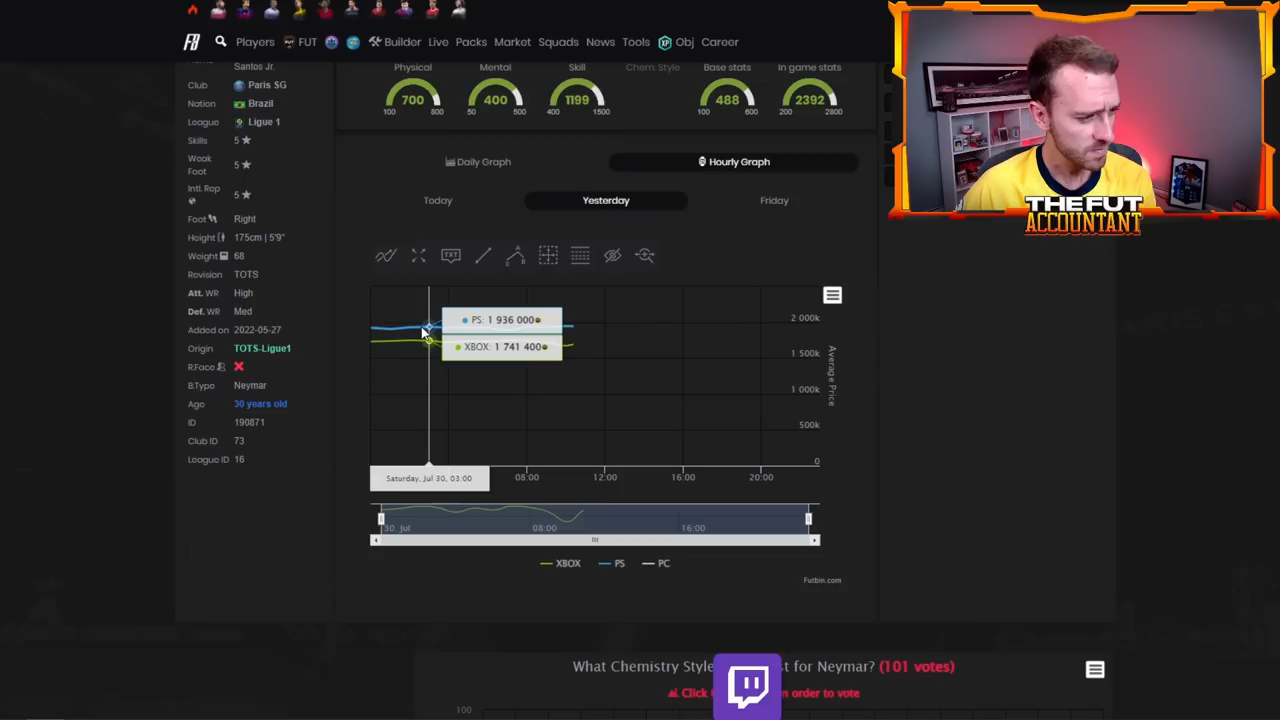 FB
Players
FUT
Builder
Live
Packs
Market
Squads
News
Tools
XP
Obj
Career
Santos Jr.
Club
Paris SG
Nation
Brazil
League
Ligue 1
Skills
5
Weak
Foot
5
Intl. Rep
5
Foot
Right
Height
175cm | 5'9"
Weight
68
Revision
TOTS
Att. WR
High
Def. WR
Med
Added on
2022-05-27
Origin
TOTS-Ligue1
R.Face
B.Type
Neymar
Age
30 years old
ID
190871
Club ID
73
League ID
16
Physical
700
100
800
Mental
400
50
500
Skill
1199
400
1500
Chem. Style
Base stats
488
100
600
In game stats
2392
200
2800
Daily Graph
Hourly Graph
Today
Yesterday
Friday
TXT
PS: 1 936 000
XBOX: 1 741 400
2 000k
1 500k
1 000k
500k
0
Average Price
Saturday, Jul 30, 03:00
08:00
12:00
16:00
20:00
30. Jul
08:00
16:00
XBOX
PS
PC
Futbin.com
What Chemistry Style
st for Neymar? (101 votes)
Click
n order to vote
100
THE FUT
ACCOUNTANT